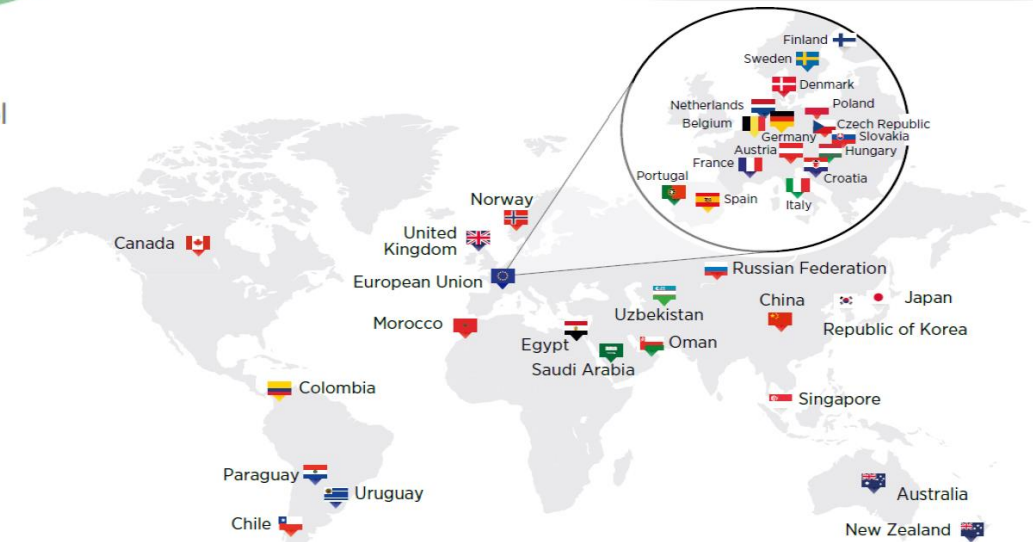 Finland
Sweden
Denmark
Netherlands
Poland
Belgium
Czech Republic
Germany
Slovakia
Austria
Hungary
France
Croatia
Portugal
Spain
Italy
Norway
Canada
United
Kingdom
European Union
Russian Federation
China
Japan
Uzbekistan
Morocco
Republic of Korea
Egypt
Oman
Saudi Arabia
Colombia
Singapore
Paraguay
Uruguay
Australia
Chile
New Zealand